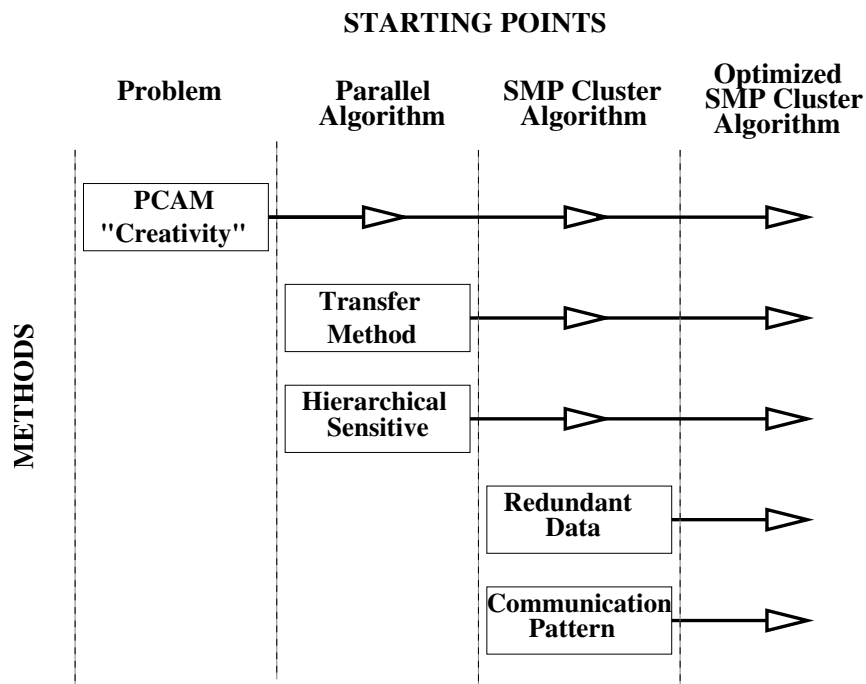 STARTING POINTS
Problem
Parallel
Algorithm
SMP Cluster
Algorithm
Optimized
SMP Cluster
Algorithm
METHODS
PCAM
"Creativity"
Transfer
Method
Hierarchical
Sensitive
Redundant
Data
Communication
Pattern